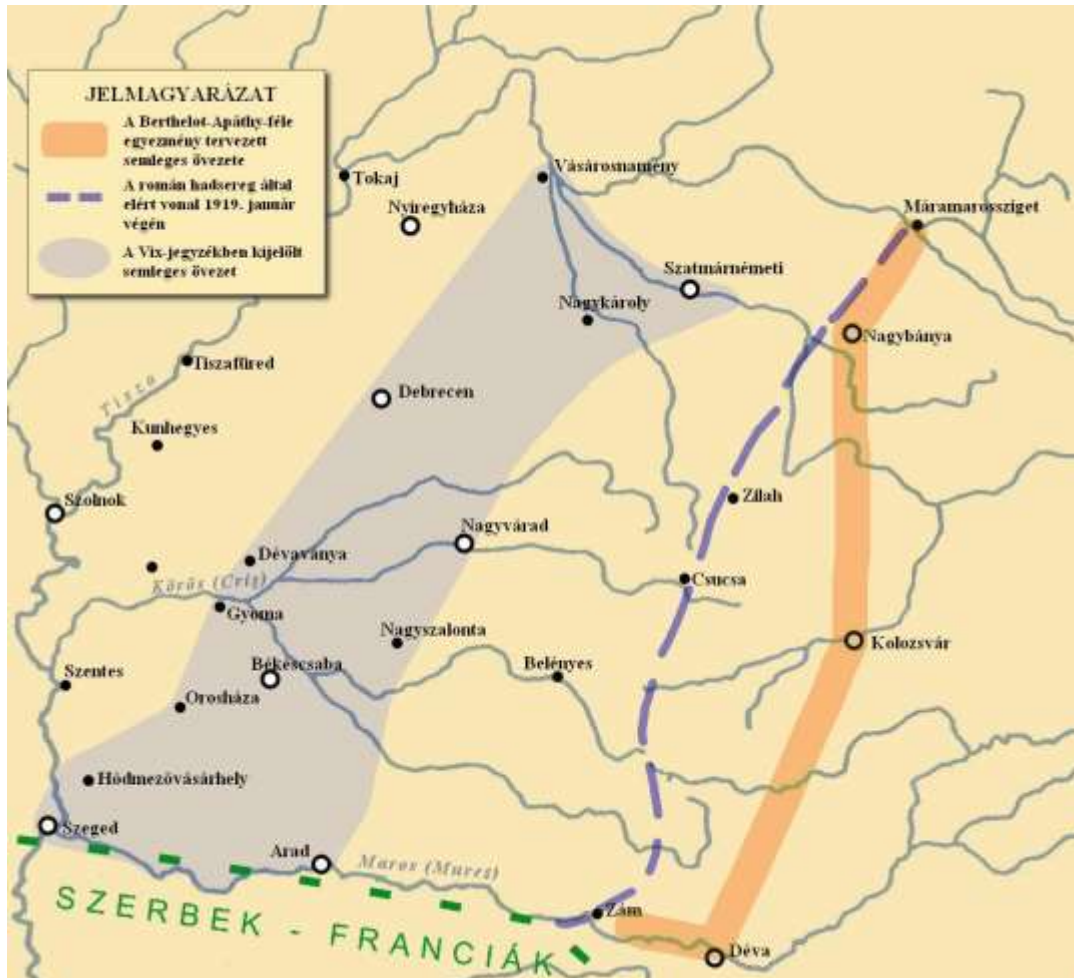 JELMAGYARÁZAT
A Berthelot-Apáthy-féle
egyezmény tervezett
semleges övezete
A román hadsereg által
elért vonal 1919. január
végén
A Vix-jegyzékben kijelölt
semleges övezet
Vásárosnamény
Tokaj
Nyíregyháza
Máramarossziget
Szatmárnémeti
Nagykároly
Nagybánya
Tiszafüred
Tisza
Debrecen
Kunhegyes
Szolnok
Zilah
Nagyvárad
Dévaványa
Körös (Criş)
Csucsa
Gyoma
Nagyszalonta
Kolozsvár
Békéscsaba
Belényes
Szentes
Orosháza
Hódmezővásárhely
Szeged
Arad
Maros (Mureş)
Zám
SZERBEK - FRANCIÁK
Déva